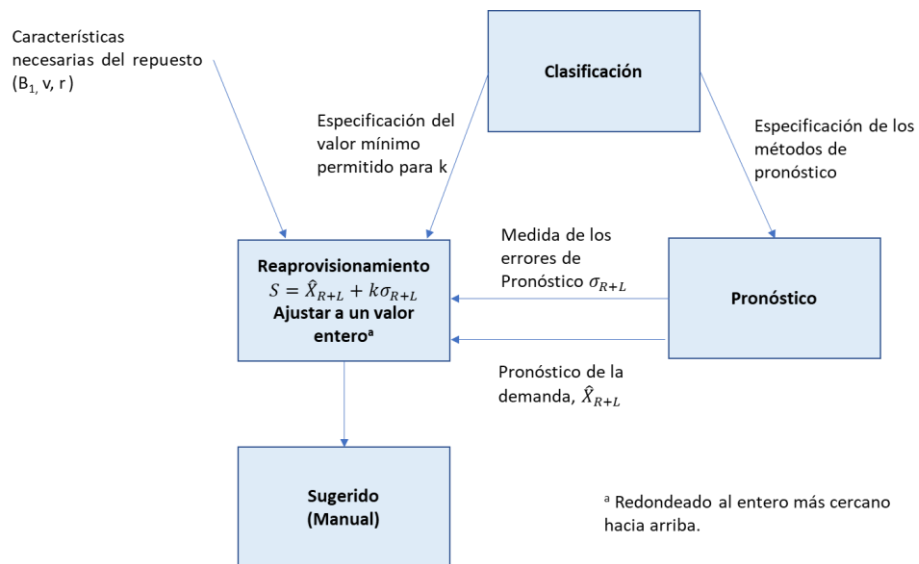 Características
necesarias del repuesto
(B₁, v, r)
Clasificación
Especificación del
valor mínimo
permitido para k
Especificación de los
métodos de
pronóstico
Reaprovisionamiento
S = X̂_{R+L} + kσ_{R+L}
Ajustar a un valor
enteroᵃ
Medida de los
errores de
Pronóstico σ_{R+L}
Pronóstico
Pronóstico de la
demanda, X̂_{R+L}
Sugerido
(Manual)
ᵃ Redondeado al entero más cercano
hacia arriba.